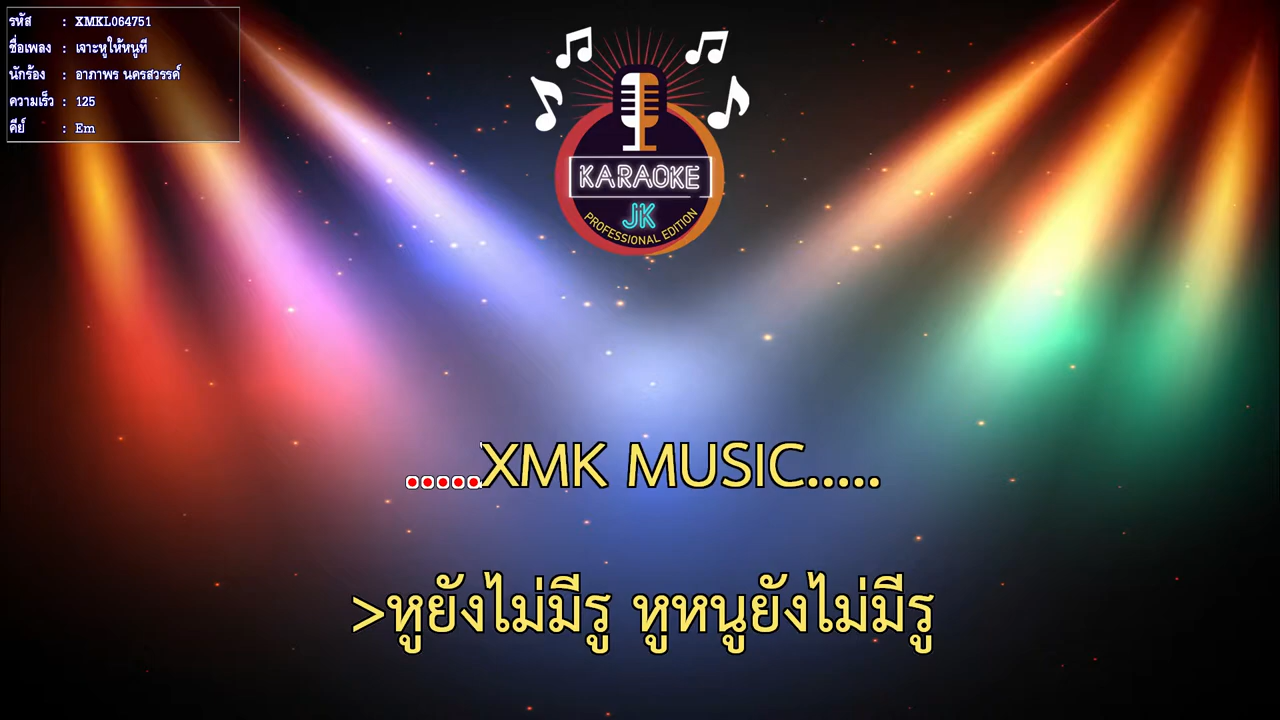 รหัส : XMKL064751
ชื่อเพลง : เจาะหูให้หนูที
นักร้อง : อาภาพร นครสวรรค์
ความเร็ว : 125
คีย์ : Em
KARAOKE
JK
PROFESSIONAL EDITION
.....XMK MUSIC.....
>หูยังไม่มีรู หูหนูยังไม่มีรู